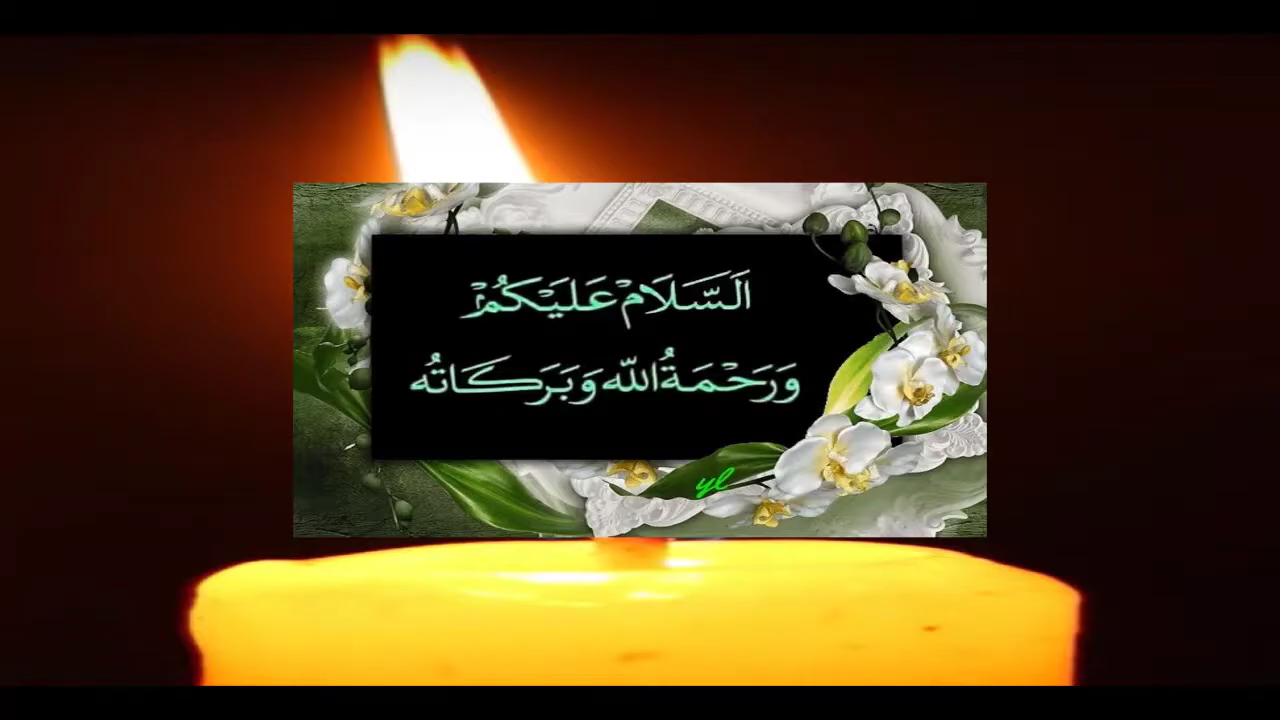 اَلسَّلَامْ عَلَيْكُمْ
وَرَحْمَةُ الله وَبَرَكَاتُه
yl